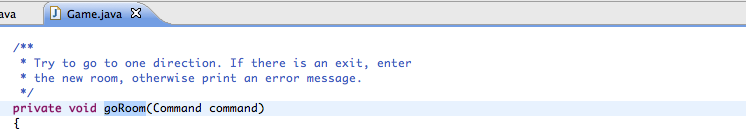 ava Game.java
/**
* Try to go to one direction. If there is an exit, enter
* the new room, otherwise print an error message.
*/
private void goRoom(Command command)
{